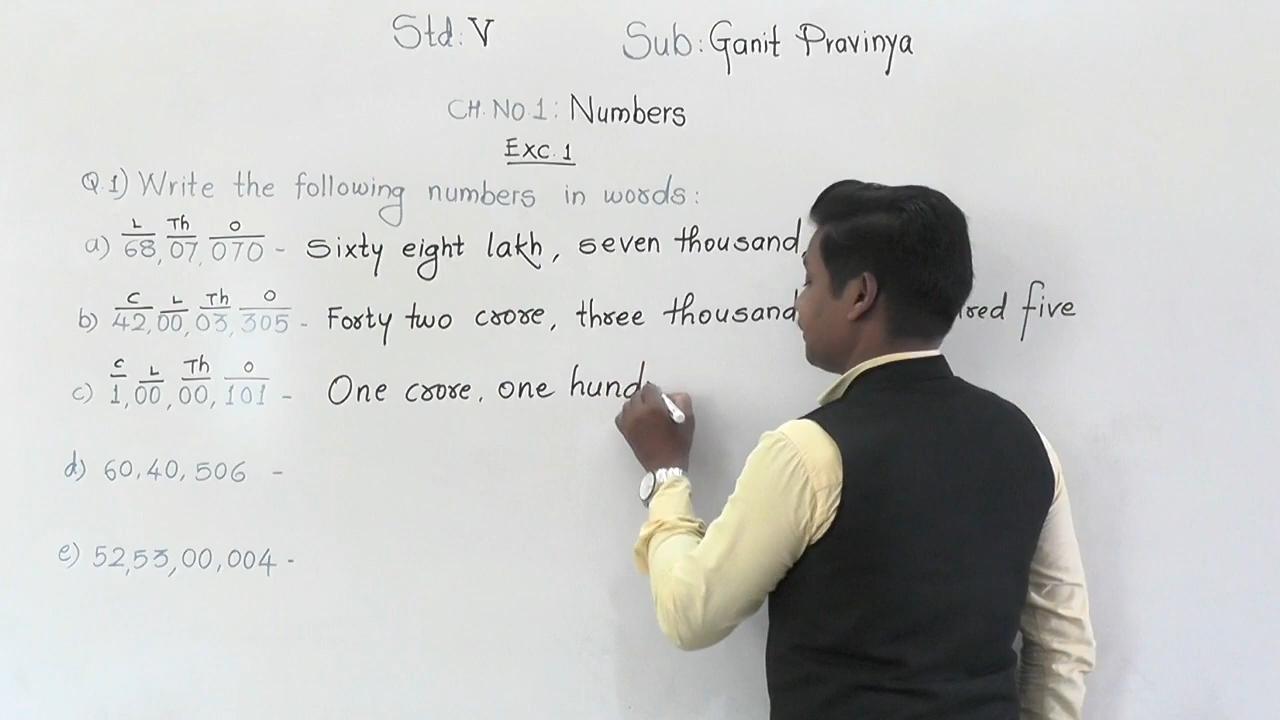 Std: V Sub: Ganit Pravinya
CH. NO. 1: Numbers
EXC. 1
Q.1) Write the following numbers in words:
L Th O
a) 68,07,070 - Sixty eight lakh, seven thousand,
C L Th O
b) 42,00,03,305 - Forty two crore, three thousand five
C L Th O
c) 1,00,00,101 - One crore, one hund
d) 60,40,506 -
e) 52,53,00,004 -